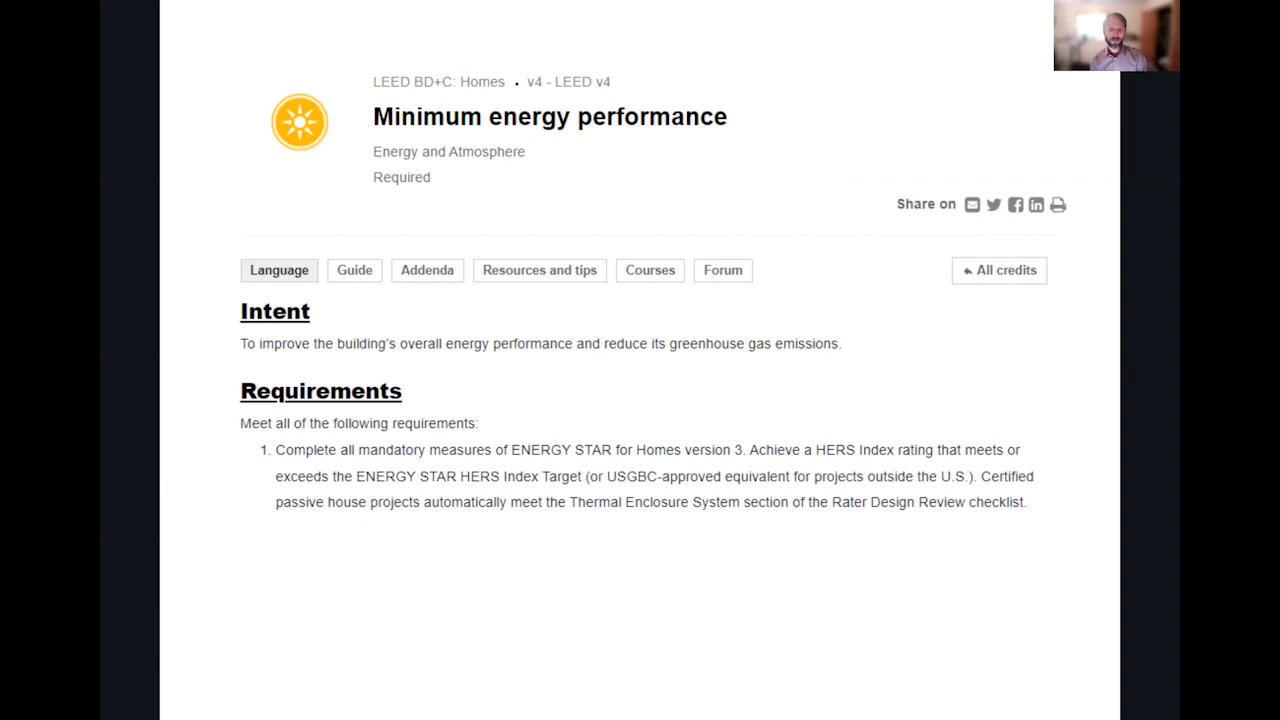 LEED BD+C: Homes • v4 - LEED v4
Minimum energy performance
Energy and Atmosphere
Required
Share on
Language Guide Addenda Resources and tips Courses Forum All credits
Intent
To improve the building’s overall energy performance and reduce its greenhouse gas emissions.
Requirements
Meet all of the following requirements:
1. Complete all mandatory measures of ENERGY STAR for Homes version 3. Achieve a HERS Index rating that meets or
exceeds the ENERGY STAR HERS Index Target (or USGBC-approved equivalent for projects outside the U.S.). Certified
passive house projects automatically meet the Thermal Enclosure System section of the Rater Design Review checklist.